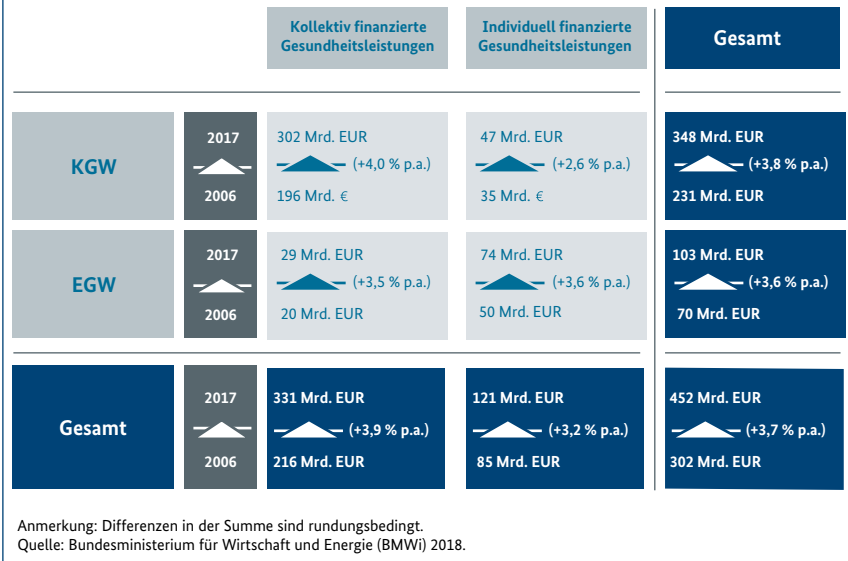 Kollektiv finanzierte
Gesundheitsleistungen
Individuell finanzierte
Gesundheitsleistungen
Gesamt
KGW
2017
302 Mrd. EUR
47 Mrd. EUR
348 Mrd. EUR
(+4,0 % p.a.)
(+2,6 % p.a.)
(+3,8 % p.a.)
2006
196 Mrd. €
35 Mrd. €
231 Mrd. EUR
EGW
2017
29 Mrd. EUR
74 Mrd. EUR
103 Mrd. EUR
(+3,5 % p.a.)
(+3,6 % p.a.)
(+3,6 % p.a.)
2006
20 Mrd. EUR
50 Mrd. EUR
70 Mrd. EUR
Gesamt
2017
331 Mrd. EUR
121 Mrd. EUR
452 Mrd. EUR
(+3,9 % p.a.)
(+3,2 % p.a.)
(+3,7 % p.a.)
2006
216 Mrd. EUR
85 Mrd. EUR
302 Mrd. EUR
Anmerkung: Differenzen in der Summe sind rundungsbedingt.
Quelle: Bundesministerium für Wirtschaft und Energie (BMWi) 2018.